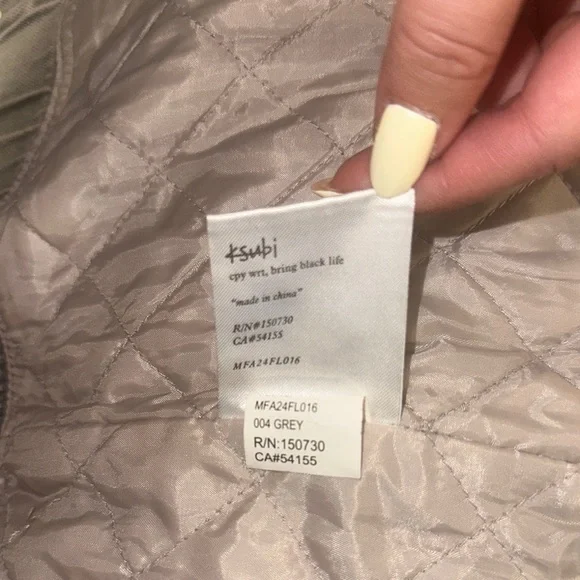 ksubi
cpy wrt, bring black life
"made in china"
R/N#150730
CA#54155
MFA24FL016
MFA24FL016
004 GREY
R/N:150730
CA#54155